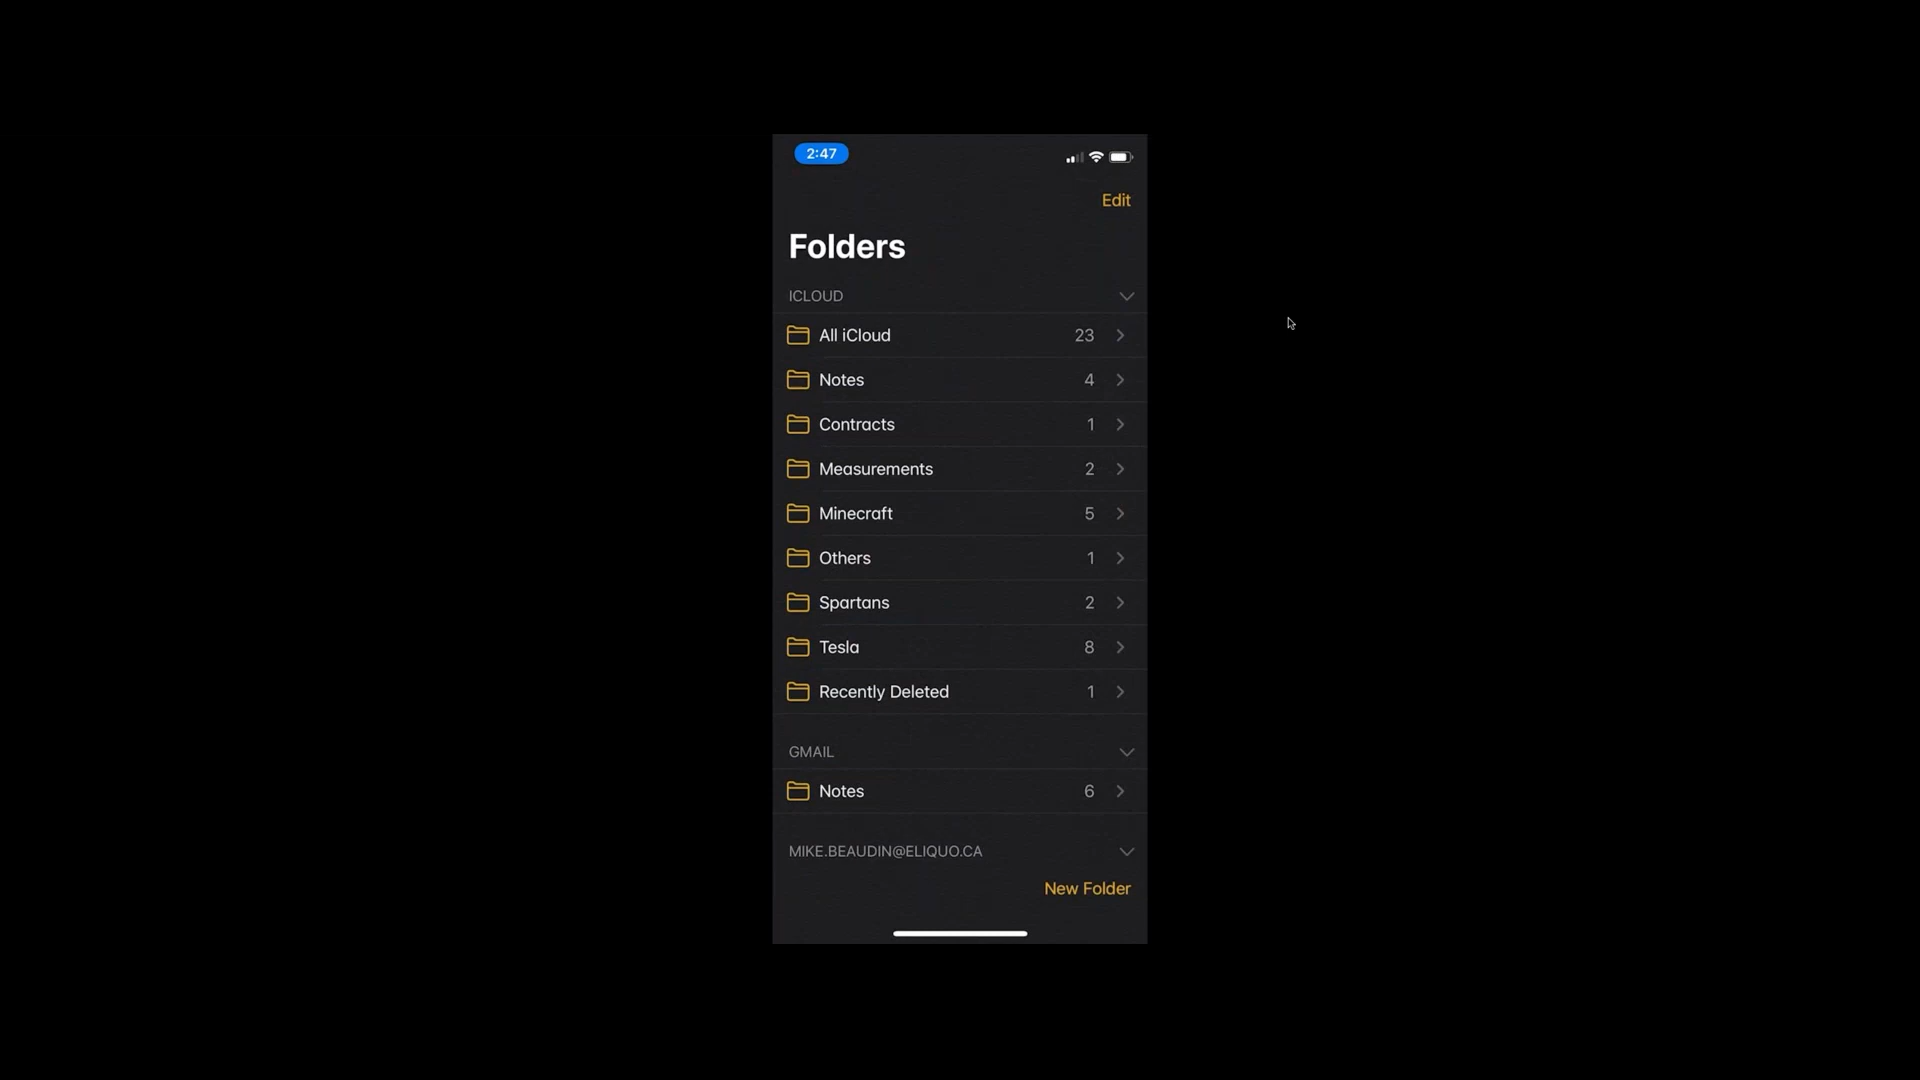 2:47
Edit
Folders
ICLOUD
All iCloud 23
Notes 4
Contracts 1
Measurements 2
Minecraft 5
Others 1
Spartans 2
Tesla 8
Recently Deleted 1
GMAIL
Notes 6
MIKE.BEAUDIN@ELIQUO.CA
New Folder